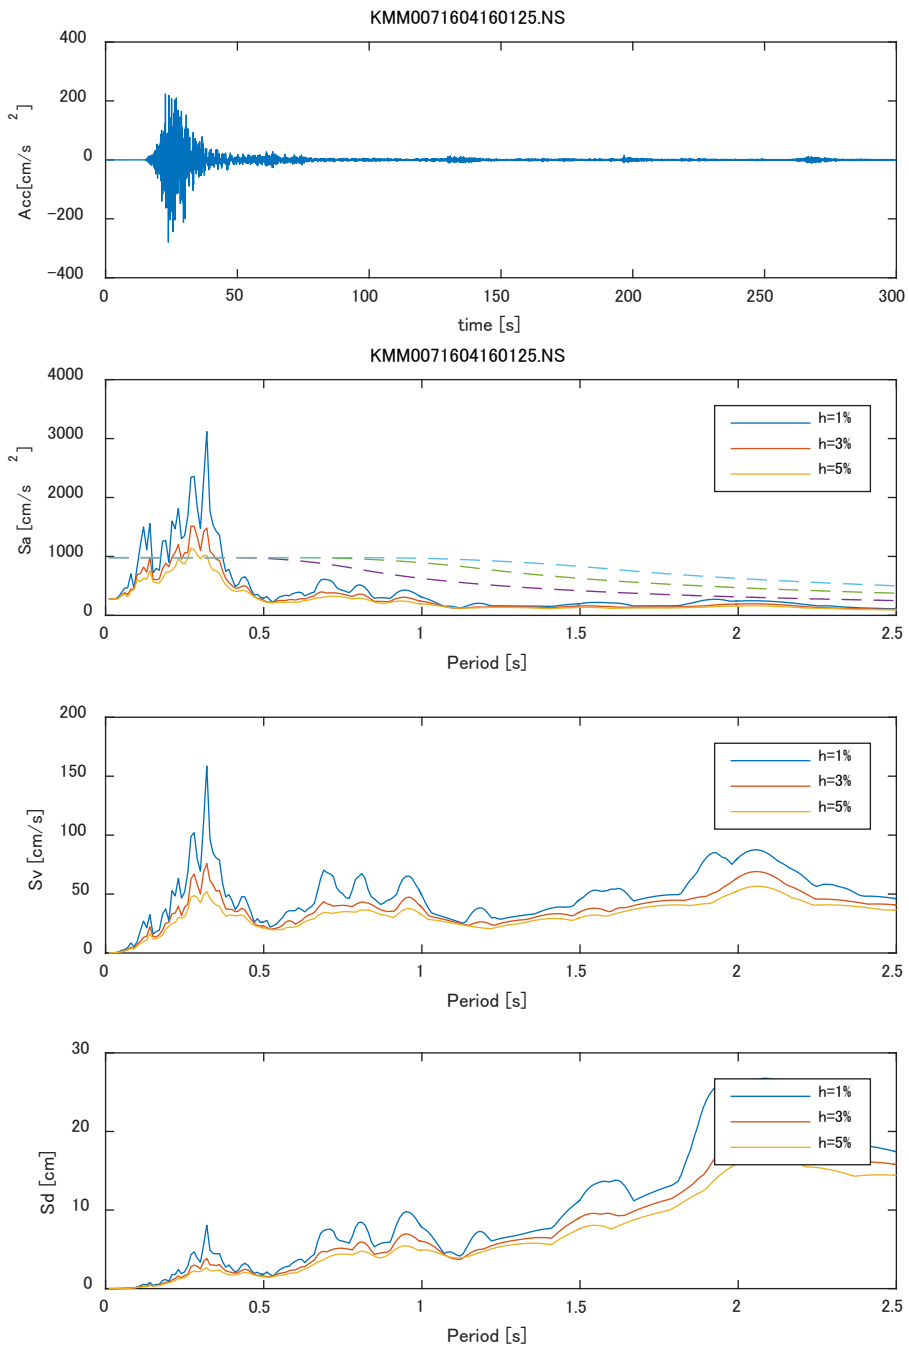 KMM0071604160125.NS
400
200
0
-200
-400
Acc[cm/s2]
0 50 100 150 200 250 300
time [s]
KMM0071604160125.NS
4000
3000
2000
1000
0
Sa [cm/s2]
h=1%
h=3%
h=5%
0 0.5 1 1.5 2 2.5
Period [s]
200
150
100
50
0
Sv [cm/s]
h=1%
h=3%
h=5%
0 0.5 1 1.5 2 2.5
Period [s]
30
20
10
0
Sd [cm]
h=1%
h=3%
h=5%
0 0.5 1 1.5 2 2.5
Period [s]